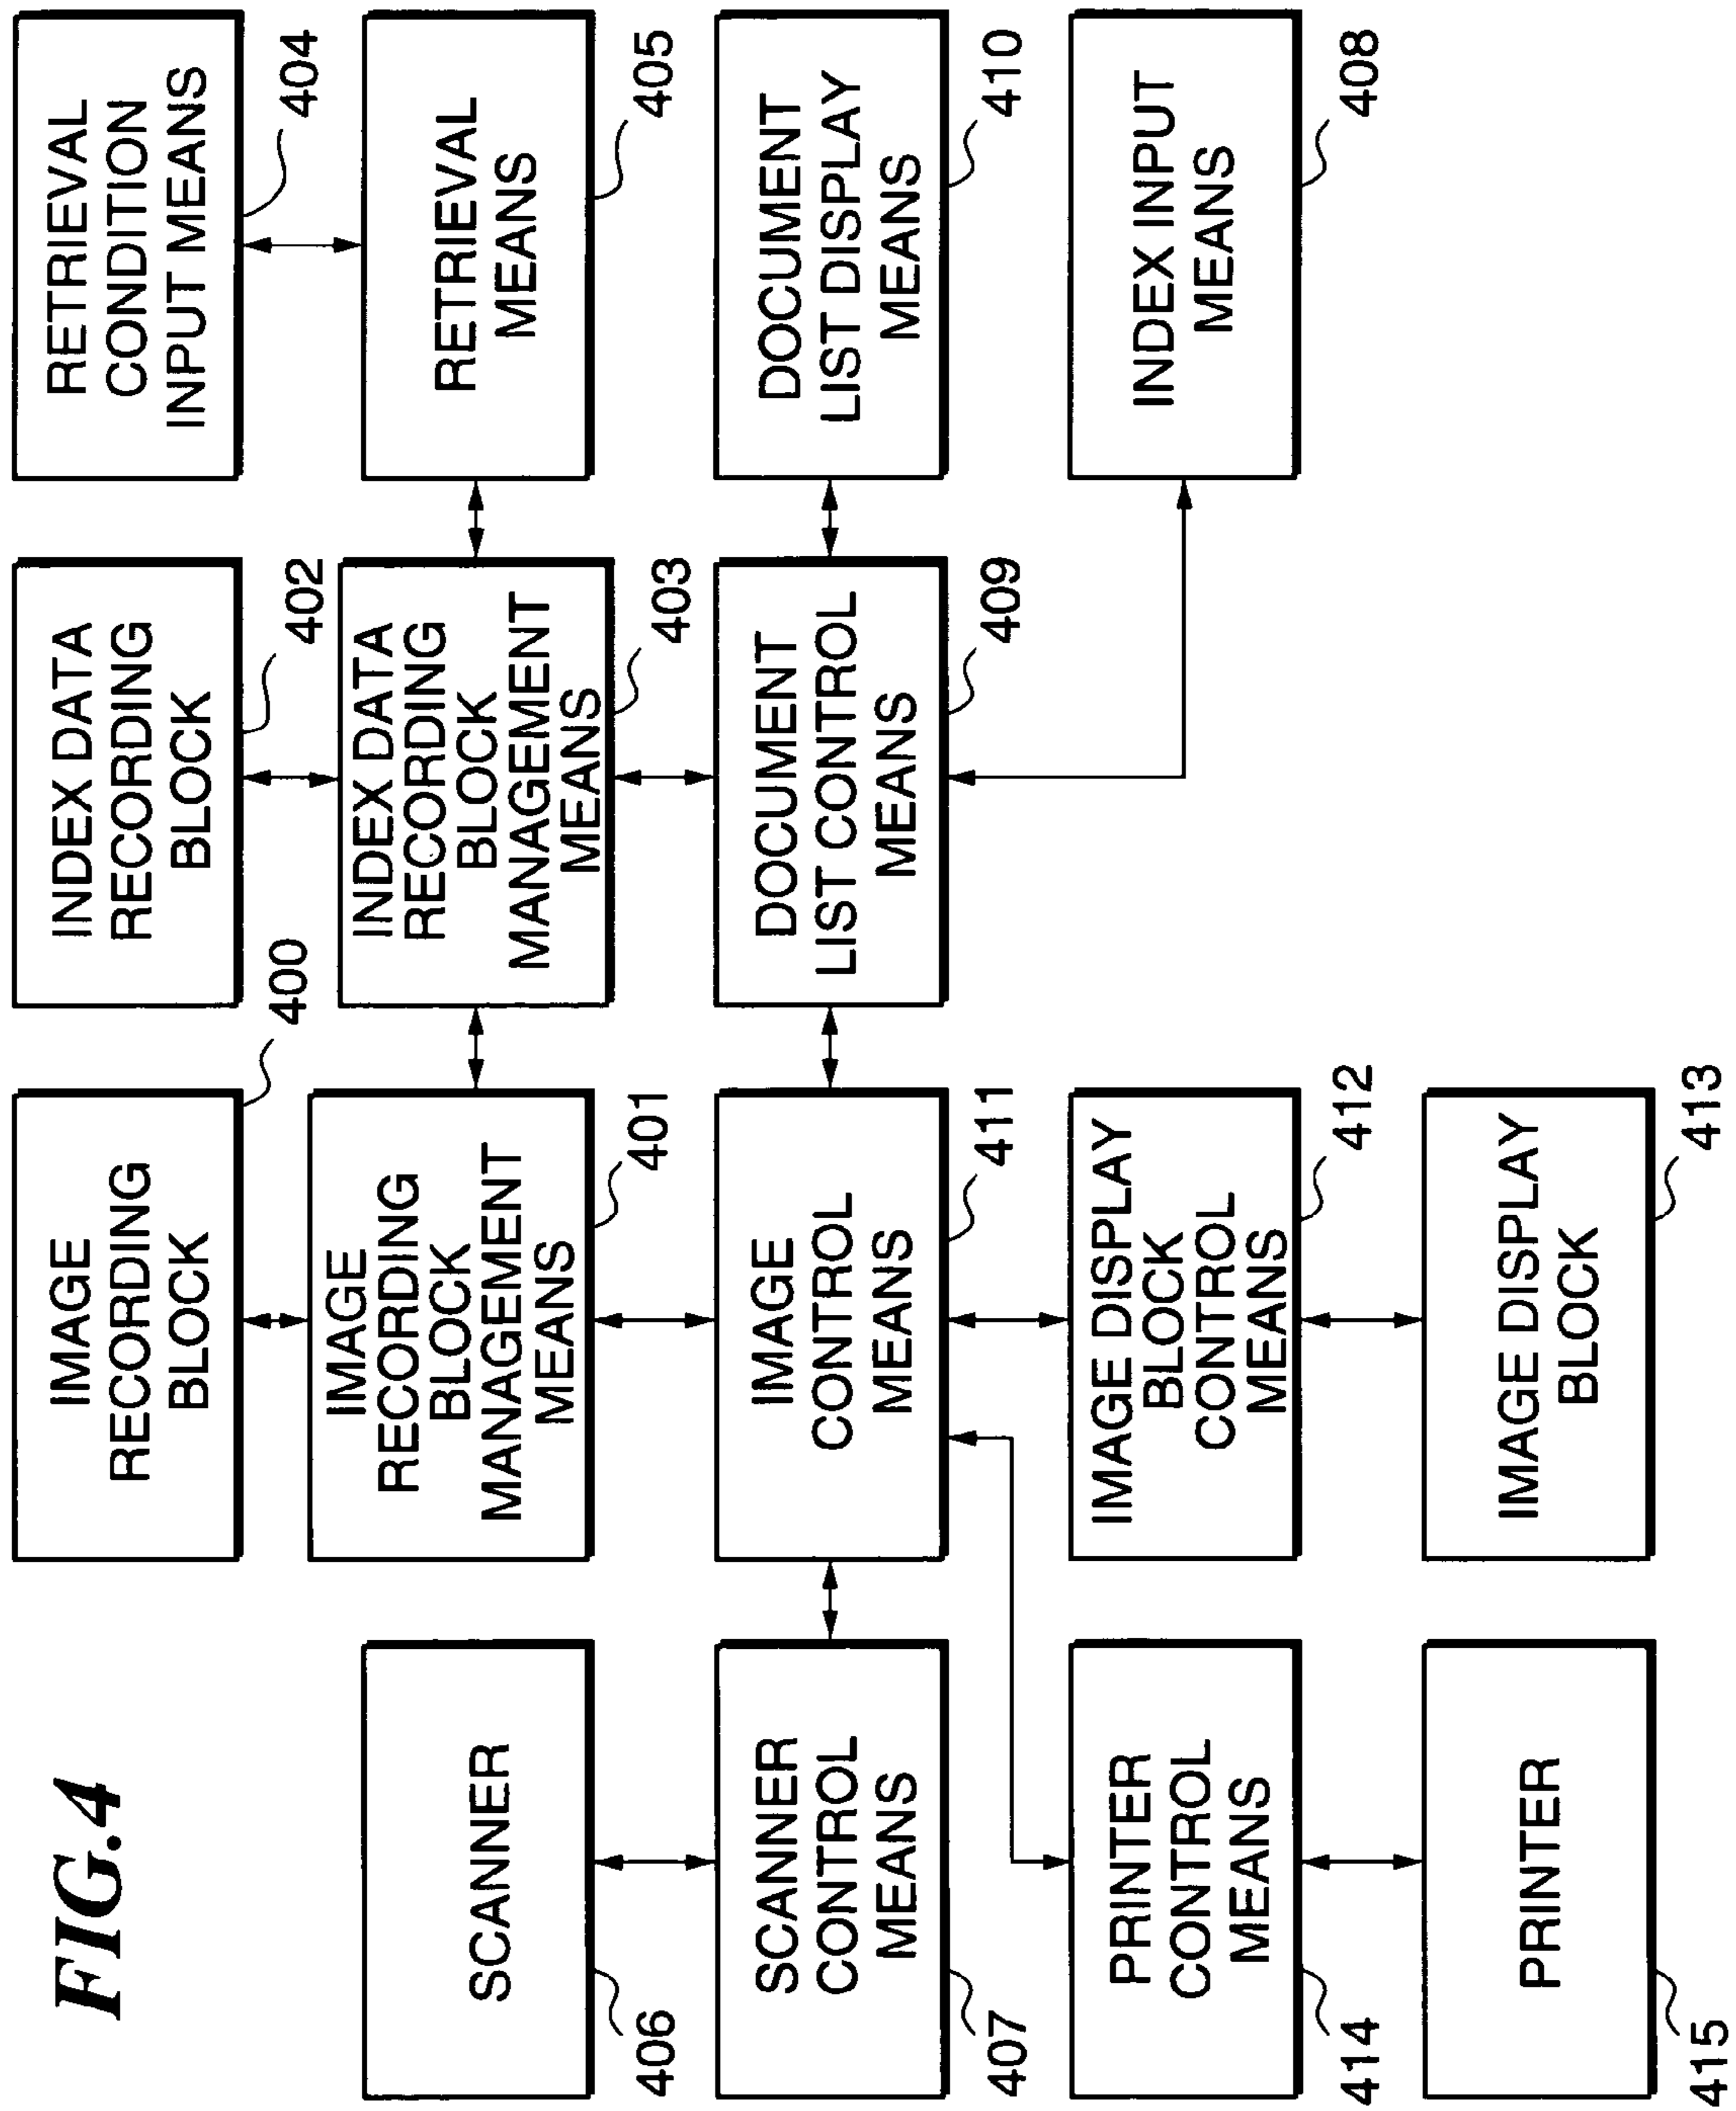 FIG.4
IMAGE
RECORDING
BLOCK
400
INDEX DATA
RECORDING
BLOCK
402
RETRIEVAL
CONDITION
INPUT MEANS
404
SCANNER
406
IMAGE
RECORDING
BLOCK
MANAGEMENT
MEANS
401
INDEX DATA
RECORDING
BLOCK
MANAGEMENT
MEANS
403
RETRIEVAL
MEANS
405
SCANNER
CONTROL
MEANS
407
IMAGE
CONTROL
MEANS
411
DOCUMENT
LIST CONTROL
MEANS
409
DOCUMENT
LIST DISPLAY
MEANS
410
PRINTER
CONTROL
MEANS
414
IMAGE DISPLAY
BLOCK
CONTROL
MEANS
412
INDEX INPUT
MEANS
408
PRINTER
415
IMAGE DISPLAY
BLOCK
413